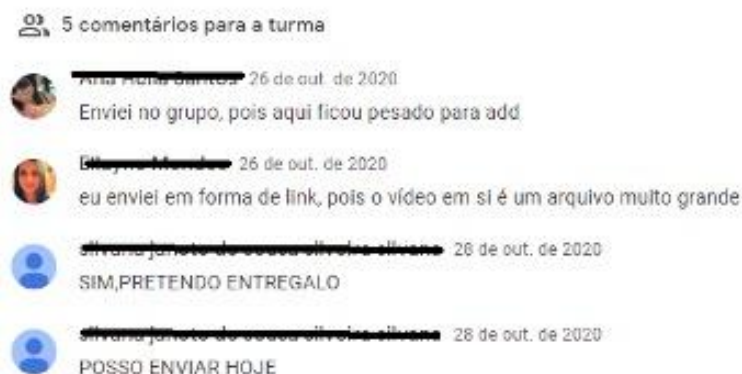 5 comentários para a turma
26 de out. de 2020
Enviei no grupo, pois aqui ficou pesado para add
26 de out. de 2020
eu enviei em forma de link, pois o vídeo em si é um arquivo muito grande
28 de out. de 2020
SIM,PRETENDO ENTREGALO
28 de out. de 2020
POSSO ENVIAR HOJE